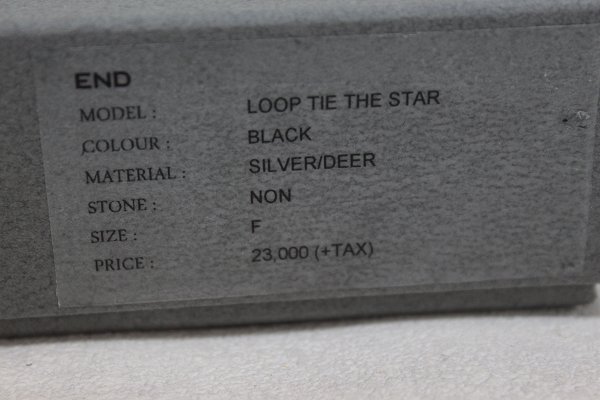 END
MODEL : LOOP TIE THE STAR
COLOUR : BLACK
MATERIAL : SILVER/DEER
STONE : NON
SIZE : F
PRICE : 23,000 (+TAX)